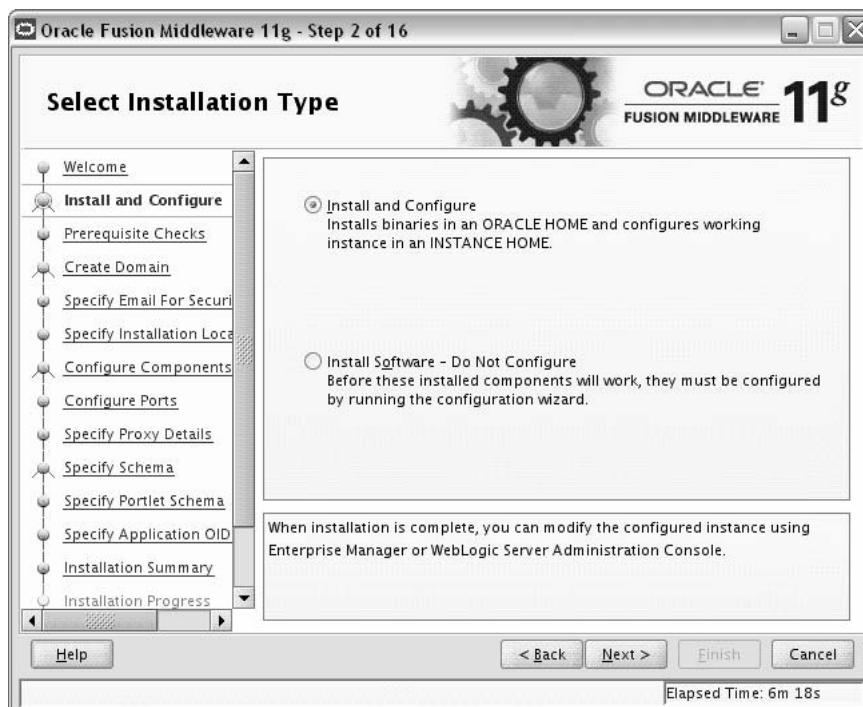 Oracle Fusion Middleware 11g - Step 2 of 16
Select Installation Type
ORACLE
FUSION MIDDLEWARE 11g
Welcome
Install and Configure
Prerequisite Checks
Create Domain
Specify Email For Securi
Specify Installation Loca
Configure Components
Configure Ports
Specify Proxy Details
Specify Schema
Specify Portlet Schema
Specify Application OID
Installation Summary
Installation Progress
Install and Configure
Installs binaries in an ORACLE HOME and configures working
instance in an INSTANCE HOME.
Install Software - Do Not Configure
Before these installed components will work, they must be configured
by running the configuration wizard.
When installation is complete, you can modify the configured instance using
Enterprise Manager or WebLogic Server Administration Console.
Help
< Back
Next >
Finish
Cancel
Elapsed Time: 6m 18s